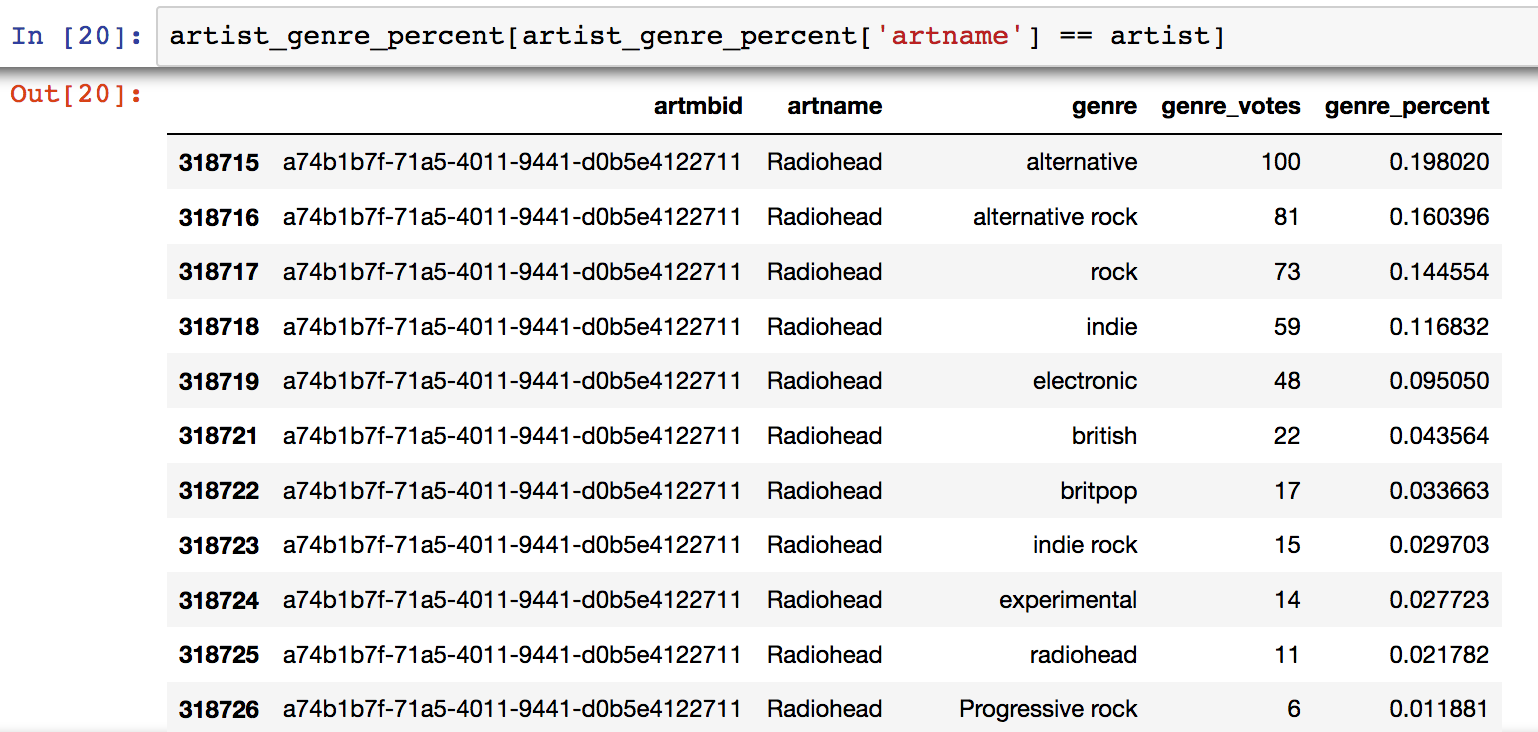 In [20]: artist_genre_percent[artist_genre_percent['artname'] == artist]
Out[20]:
artmbid artname genre genre_votes genre_percent
318715 a74b1b7f-71a5-4011-9441-d0b5e4122711 Radiohead alternative 100 0.198020
318716 a74b1b7f-71a5-4011-9441-d0b5e4122711 Radiohead alternative rock 81 0.160396
318717 a74b1b7f-71a5-4011-9441-d0b5e4122711 Radiohead rock 73 0.144554
318718 a74b1b7f-71a5-4011-9441-d0b5e4122711 Radiohead indie 59 0.116832
318719 a74b1b7f-71a5-4011-9441-d0b5e4122711 Radiohead electronic 48 0.095050
318721 a74b1b7f-71a5-4011-9441-d0b5e4122711 Radiohead british 22 0.043564
318722 a74b1b7f-71a5-4011-9441-d0b5e4122711 Radiohead britpop 17 0.033663
318723 a74b1b7f-71a5-4011-9441-d0b5e4122711 Radiohead indie rock 15 0.029703
318724 a74b1b7f-71a5-4011-9441-d0b5e4122711 Radiohead experimental 14 0.027723
318725 a74b1b7f-71a5-4011-9441-d0b5e4122711 Radiohead radiohead 11 0.021782
318726 a74b1b7f-71a5-4011-9441-d0b5e4122711 Radiohead Progressive rock 6 0.011881